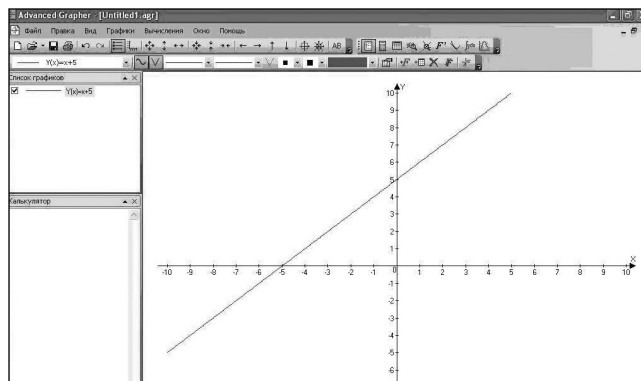 Advanced Grapher - [Untitled1.agr]
Файл Правка Вид Графики Вычисления Окно Помощь
AB
Y(x)=x+5
Список графиков
Y(x)=x+5
Калькулятор
Y
10
9
8
7
6
5
4
3
2
1
-10 -9 -8 -7 -6 -5 -4 -3 -2 -1 0 1 2 3 4 5 6 7 8 9 10 X
-1
-2
-3
-4
-5
-6